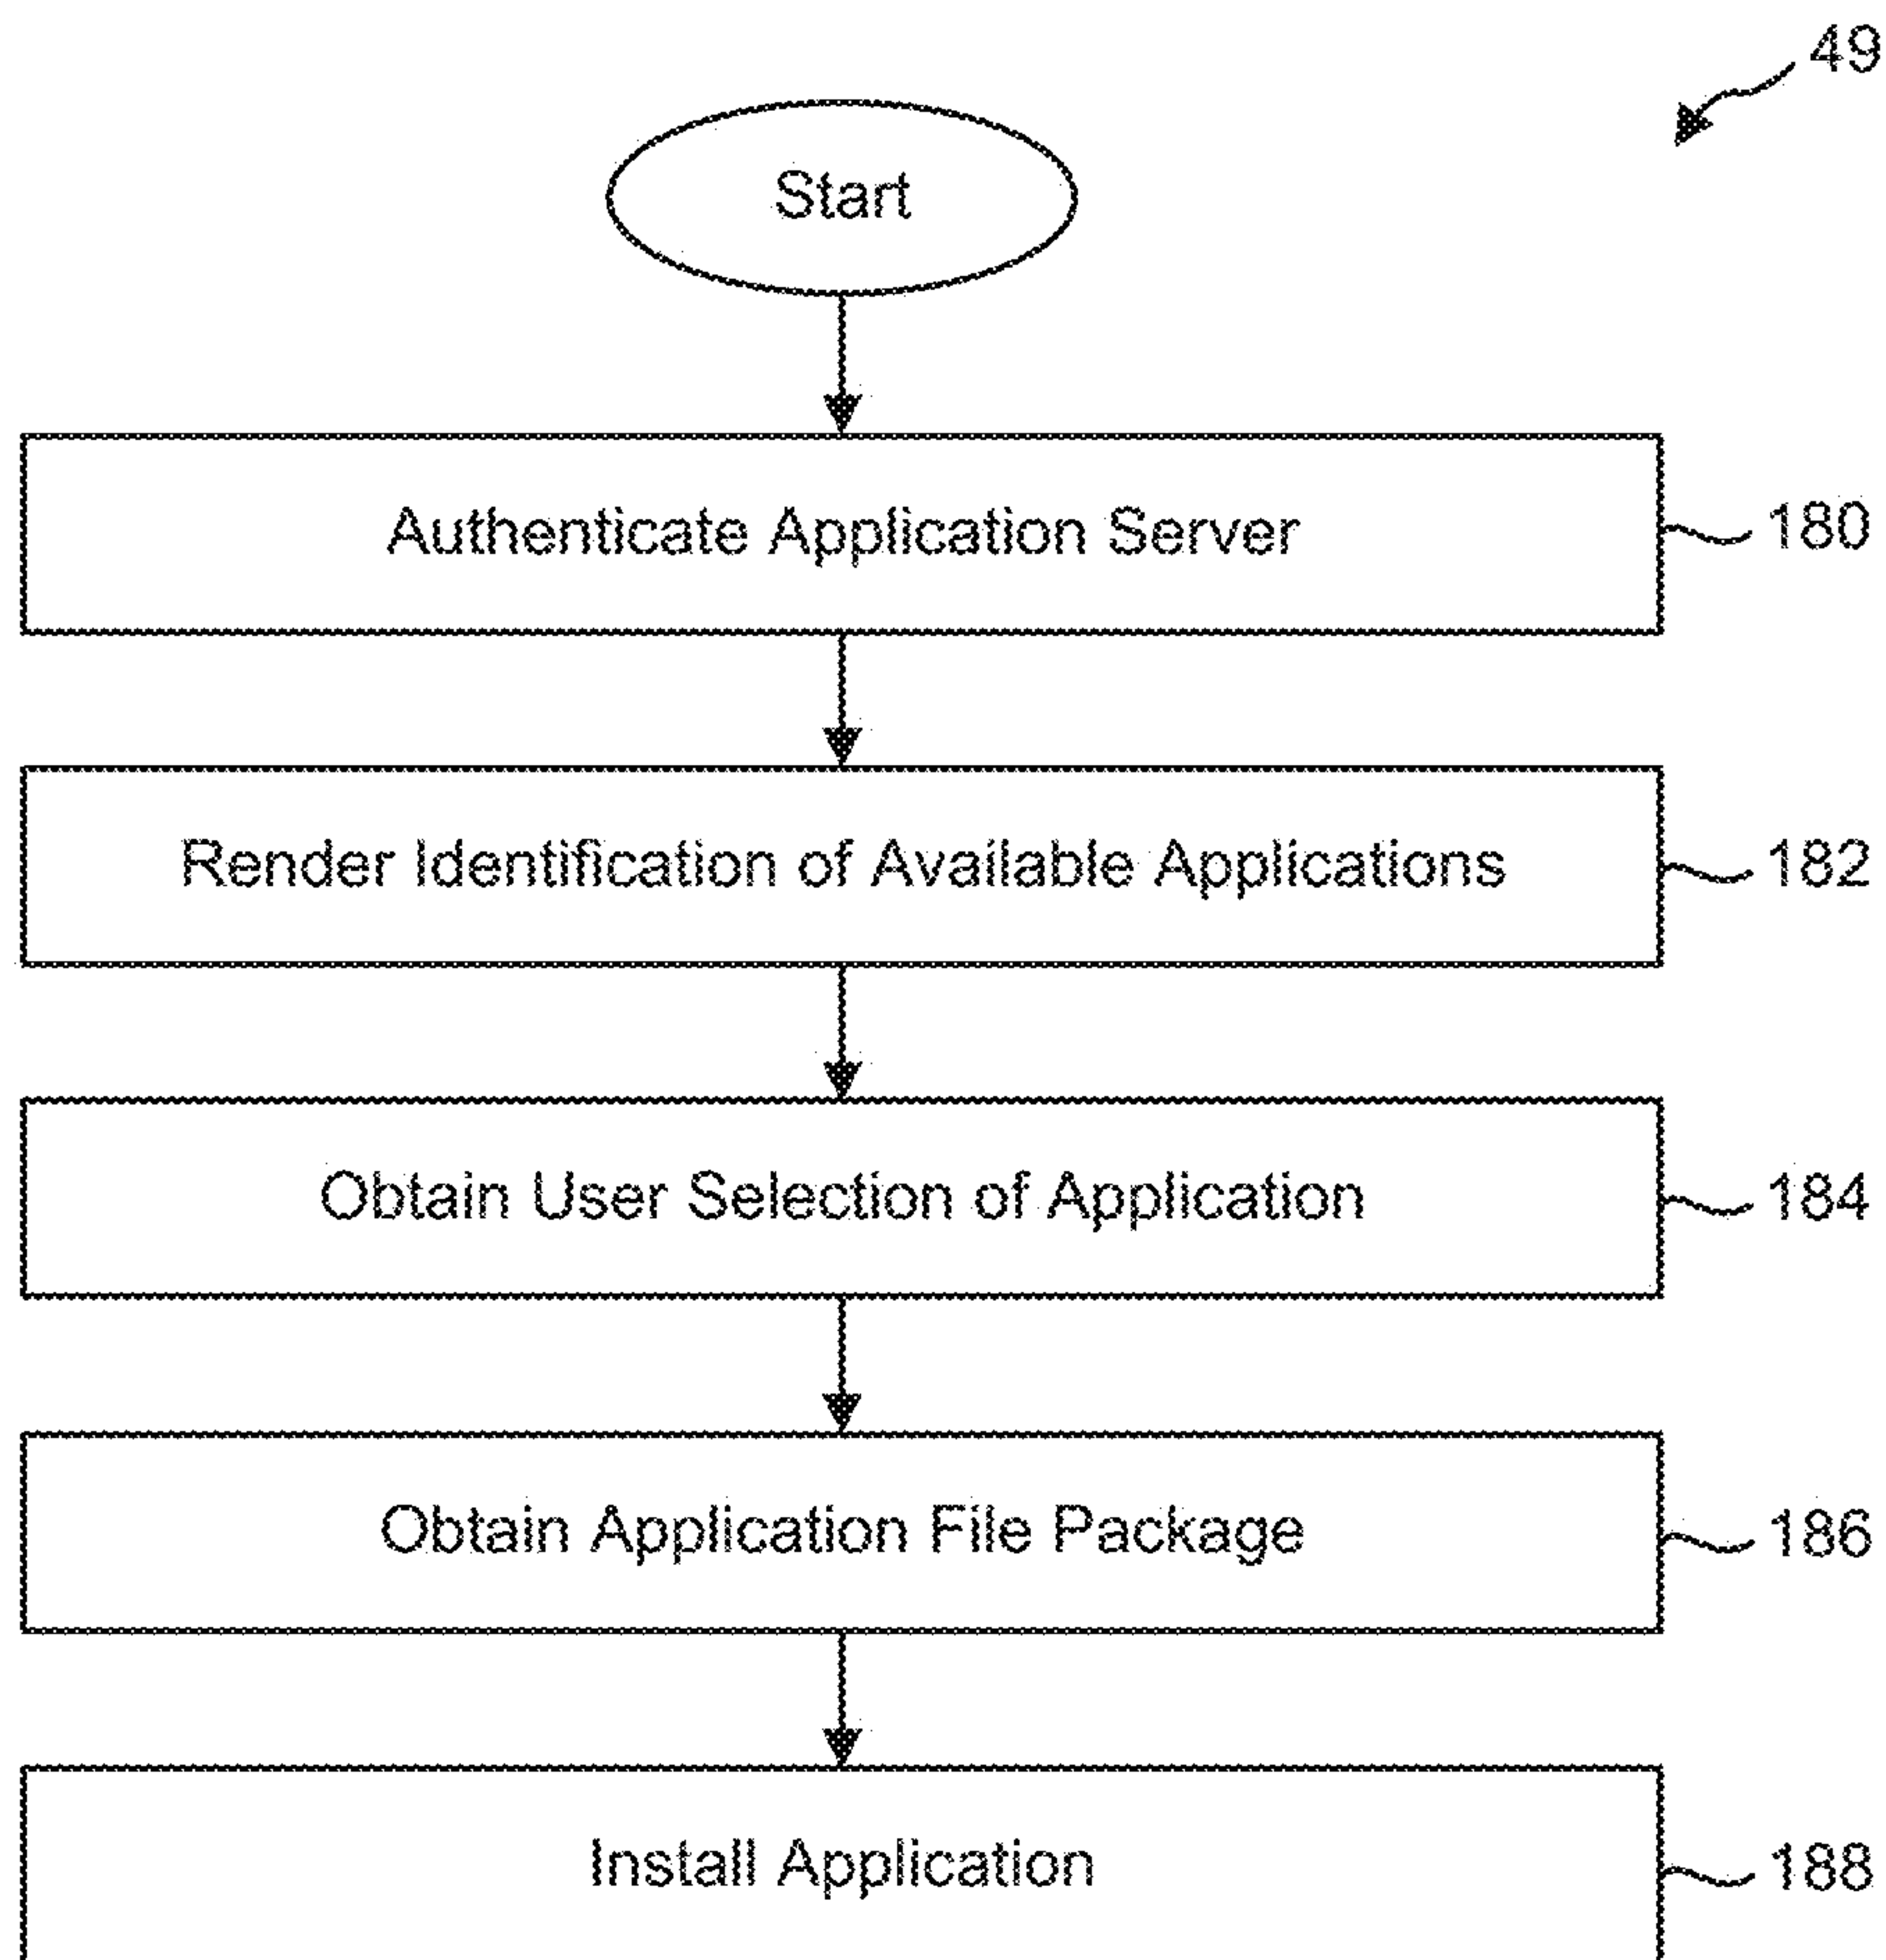 49
Start
Authenticate Application Server
180
Render Identification of Available Applications
182
Obtain User Selection of Application
184
Obtain Application File Package
186
Install Application
188